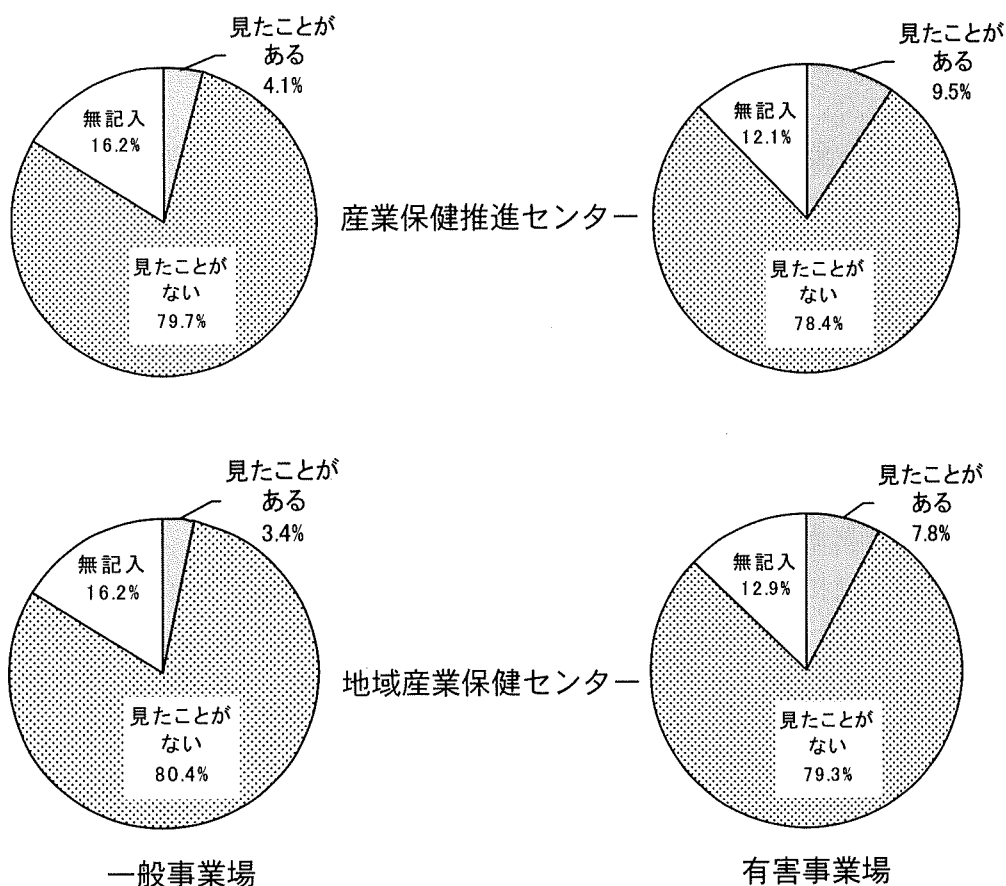 見たことが
ある
4.1%
無記入
16.2%
見たことが
ない
79.7%
産業保健推進センター
見たことが
ある
9.5%
無記入
12.1%
見たことが
ない
78.4%
見たことが
ある
3.4%
無記入
16.2%
見たことが
ない
80.4%
地域産業保健センター
見たことが
ある
7.8%
無記入
12.9%
見たことが
ない
79.3%
一般事業場
有害事業場